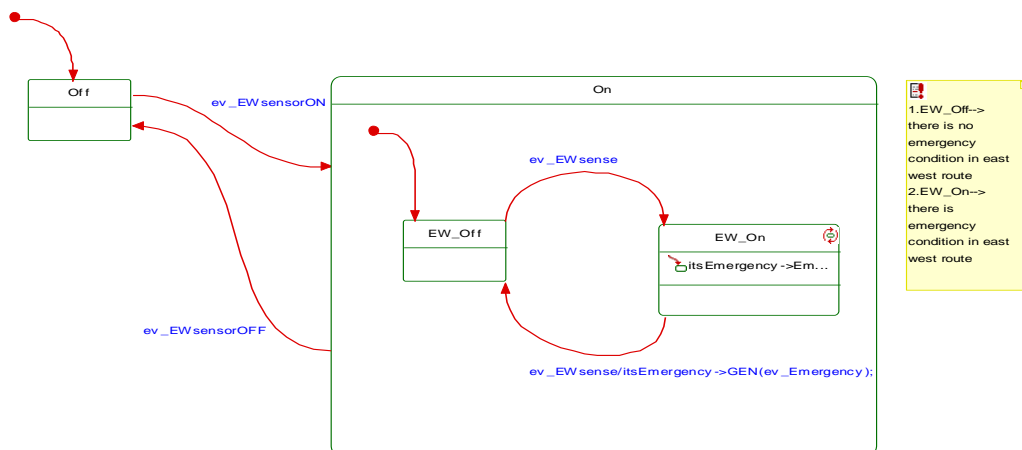 Off
ev_EWsensorON
On
ev_EWsense
EW_Off
EW_On
itsEmergency->Em...
ev_EWsensorOFF
ev_EWsense/itsEmergency->GEN(ev_Emergency);
1.EW_Off-->
there is no
emergency
condition in east
west route
2.EW_On-->
there is
emergency
condition in east
west route